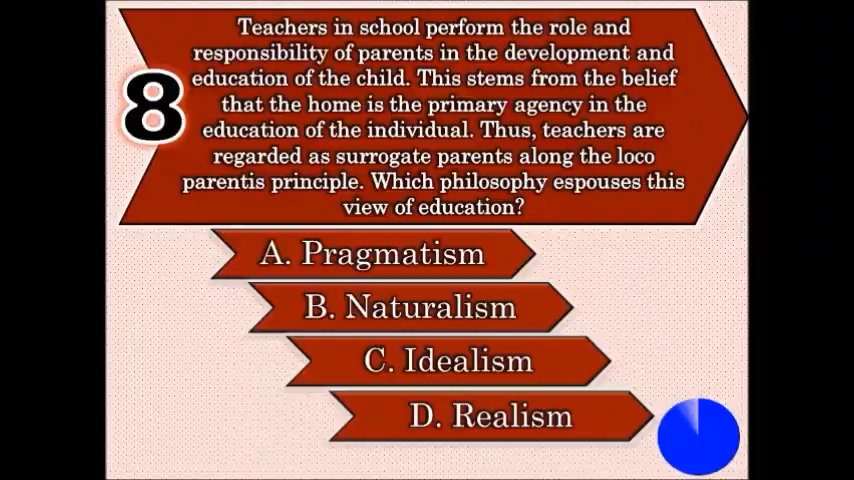 8
Teachers in school perform the role and
responsibility of parents in the development and
education of the child. This stems from the belief
that the home is the primary agency in the
education of the individual. Thus, teachers are
regarded as surrogate parents along the loco
parentis principle. Which philosophy espouses this
view of education?
A. Pragmatism
B. Naturalism
C. Idealism
D. Realism